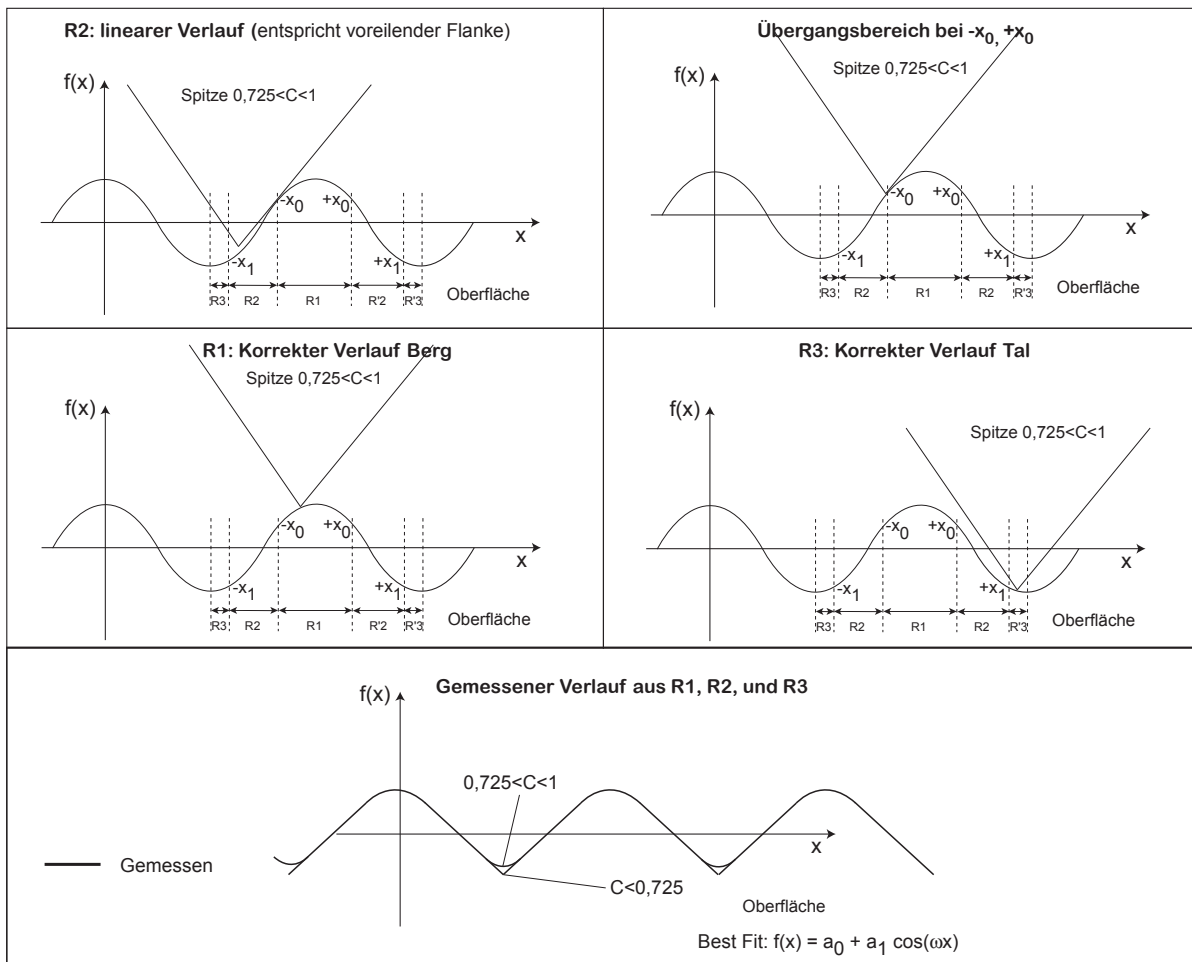 R2: linearer Verlauf (entspricht voreilender Flanke)
f(x)
Spitze 0,725<C<1
-x0
+x0
x
-x1
+x1
R3
R2
R1
R'2
R'3
Oberfläche
Übergangsbereich bei -x0, +x0
Spitze 0,725<C<1
f(x)
-x0
+x0
x
-x1
+x1
R3
R2
R1
R2
R'3
Oberfläche
R1: Korrekter Verlauf Berg
Spitze 0,725<C<1
f(x)
-x0
+x0
x
-x1
+x1
R3
R2
R1
R'2
R'3
Oberfläche
R3: Korrekter Verlauf Tal
f(x)
Spitze 0,725<C<1
-x0
+x0
x
-x1
+x1
R3
R2
R1
R2
R'3
Oberfläche
Gemessener Verlauf aus R1, R2, und R3
f(x)
0,725<C<1
x
Gemessen
C<0,725
Oberfläche
Best Fit: f(x) = a0 + a1 cos(ωx)